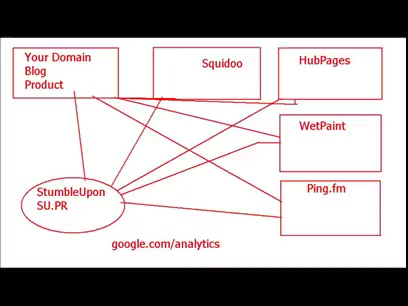 Your Domain
Blog
Product
Squidoo
HubPages
WetPaint
Ping.fm
StumbleUpon
SU.PR
google.com/analytics